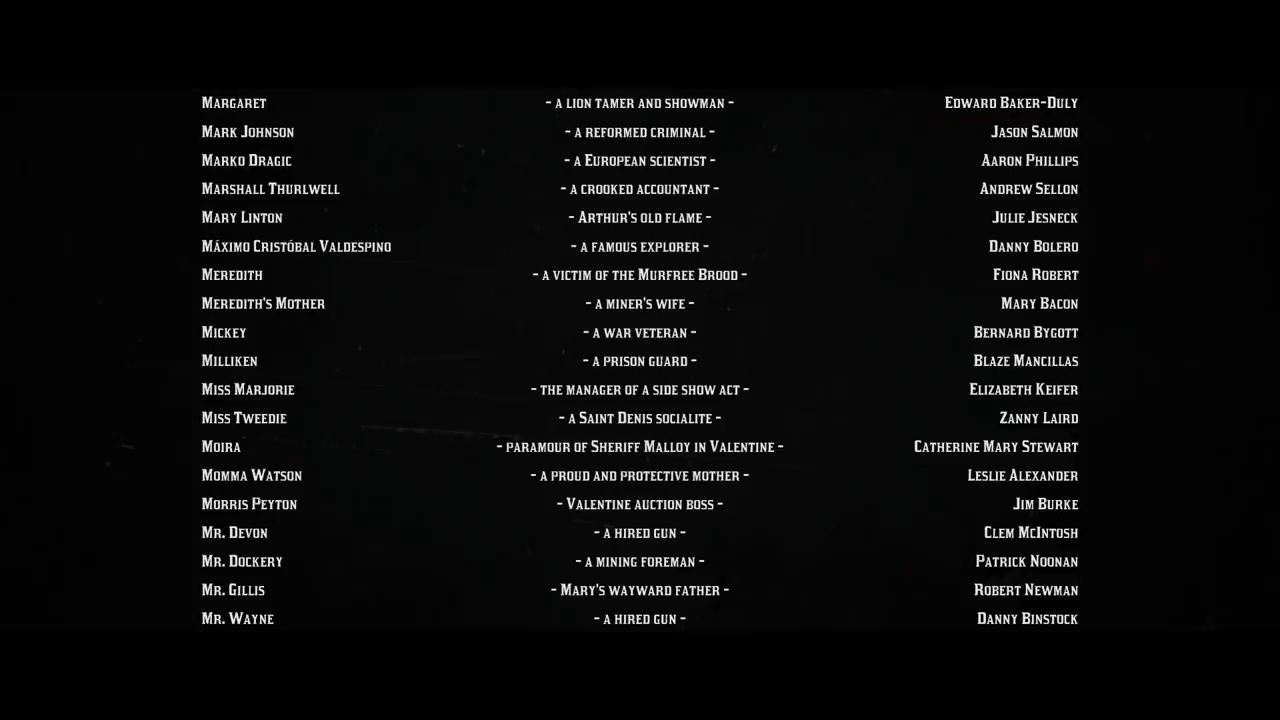 Margaret - a lion tamer and showman - Edward Baker-Duly
Mark Johnson - a reformed criminal - Jason Salmon
Marko Dragic - a European scientist - Aaron Phillips
Marshall Thurlwell - a crooked accountant - Andrew Sellon
Mary Linton - Arthur's old flame - Julie Jesneck
Máximo Cristóbal Valdespino - a famous explorer - Danny Bolero
Meredith - a victim of the Murfree Brood - Fiona Robert
Meredith's Mother - a miner's wife - Mary Bacon
Mickey - a war veteran - Bernard Bygott
Milliken - a prison guard - Blaze Mancillas
Miss Marjorie - the manager of a side show act - Elizabeth Keifer
Miss Tweedie - a Saint Denis socialite - Zanny Laird
Moira - paramour of Sheriff Malloy in Valentine - Catherine Mary Stewart
Momma Watson - a proud and protective mother - Leslie Alexander
Morris Peyton - Valentine auction boss - Jim Burke
Mr. Devon - a hired gun - Clem McIntosh
Mr. Dockery - a mining foreman - Patrick Noonan
Mr. Gillis - Mary's wayward father - Robert Newman
Mr. Wayne - a hired gun - Danny Binstock